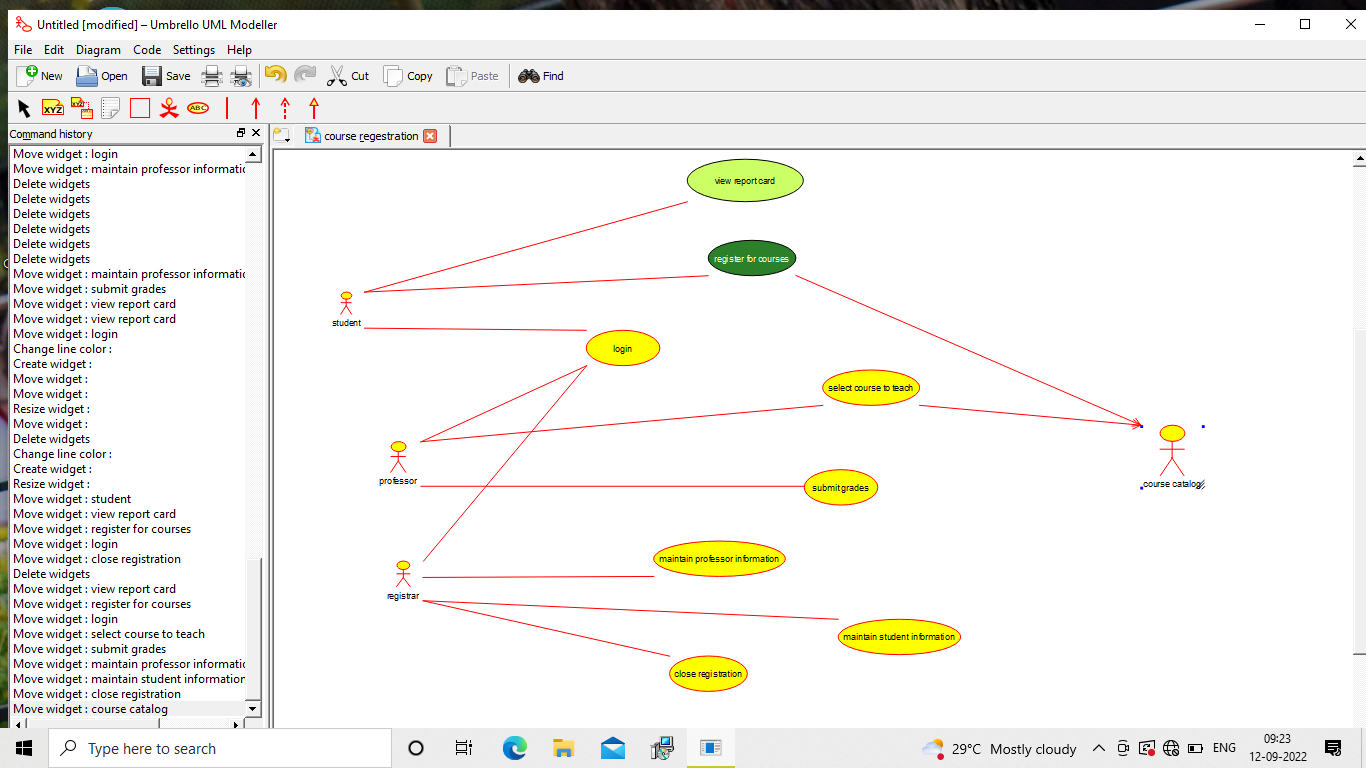 Untitled [modified] – Umbrello UML Modeller
File Edit Diagram Code Settings Help
New Open Save Cut Copy Paste Find
XYZ XYZ ABC
Command history
course regestration
Move widget : login
Move widget : maintain professor informatic
Delete widgets
Delete widgets
Delete widgets
Delete widgets
Delete widgets
Delete widgets
Move widget : maintain professor informatic
Move widget : submit grades
Move widget : view report card
Move widget : view report card
Move widget : login
Change line color :
Create widget :
Move widget :
Move widget :
Resize widget :
Move widget :
Delete widgets
Change line color :
Create widget :
Resize widget :
Move widget : student
Move widget : view report card
Move widget : register for courses
Move widget : login
Move widget : close registration
Delete widgets
Move widget : view report card
Move widget : register for courses
Move widget : login
Move widget : select course to teach
Move widget : submit grades
Move widget : maintain professor informatic
Move widget : maintain student information
Move widget : close registration
Move widget : course catalog
view report card
register for courses
student
login
select course to teach
professor
course catalog
submit grades
maintain professor information
registrar
maintain student information
close registration
Type here to search
29°C Mostly cloudy
ENG
09:23
12-09-2022